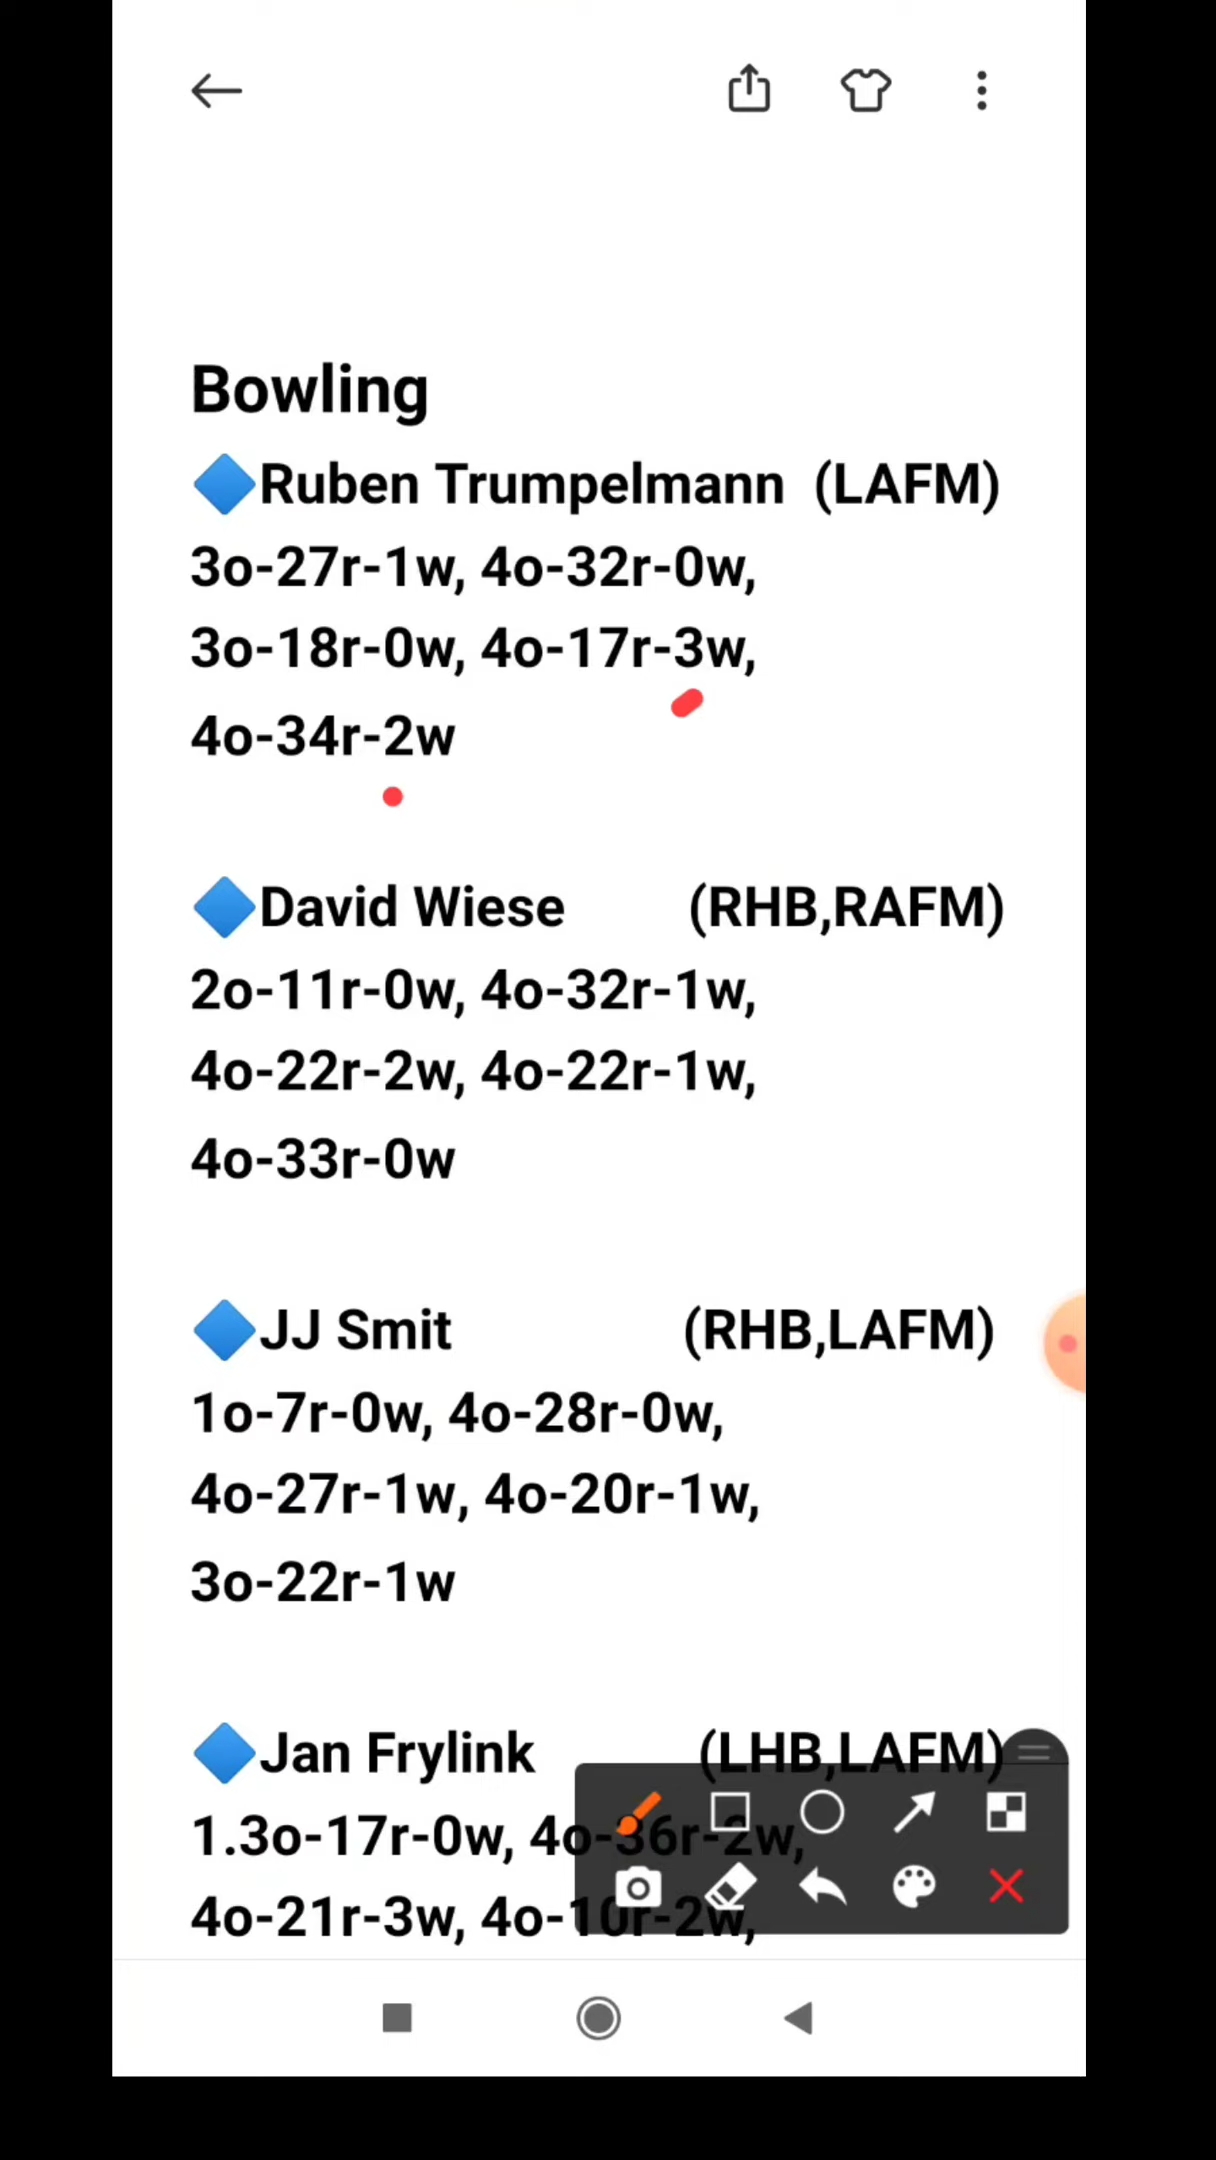 Bowling
🔷Ruben Trumpelmann (LAFM)
3o-27r-1w, 4o-32r-0w,
3o-18r-0w, 4o-17r-3w,
4o-34r-2w
🔷David Wiese (RHB,RAFM)
2o-11r-0w, 4o-32r-1w,
4o-22r-2w, 4o-22r-1w,
4o-33r-0w
🔷JJ Smit (RHB,LAFM)
1o-7r-0w, 4o-28r-0w,
4o-27r-1w, 4o-20r-1w,
3o-22r-1w
🔷Jan Frylink (LHB,LAFM)
1.3o-17r-0w, 4o-36r-2w,
4o-21r-3w, 4o-10r-2w,